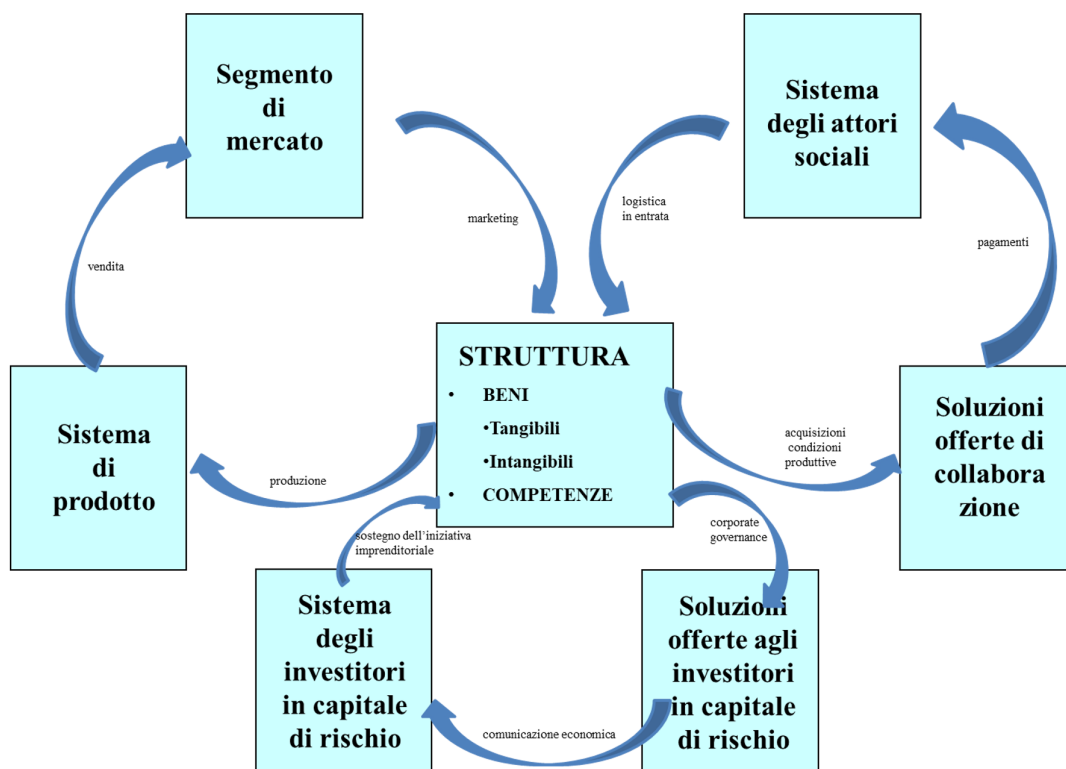 Segmento
di
mercato
Sistema
degli attori
sociali
marketing
logistica
in entrata
vendita
pagamenti
STRUTTURA
• BENI
•Tangibili
•Intangibili
• COMPETENZE
Sistema
di
prodotto
Soluzioni
offerte di
collabora
zione
produzione
acquisizioni
condizioni
produttive
sostegno dell'iniziativa
imprenditoriale
corporate
governance
Sistema
degli
investitori
in capitale
di rischio
Soluzioni
offerte agli
investitori
in capitale
di rischio
comunicazione economica